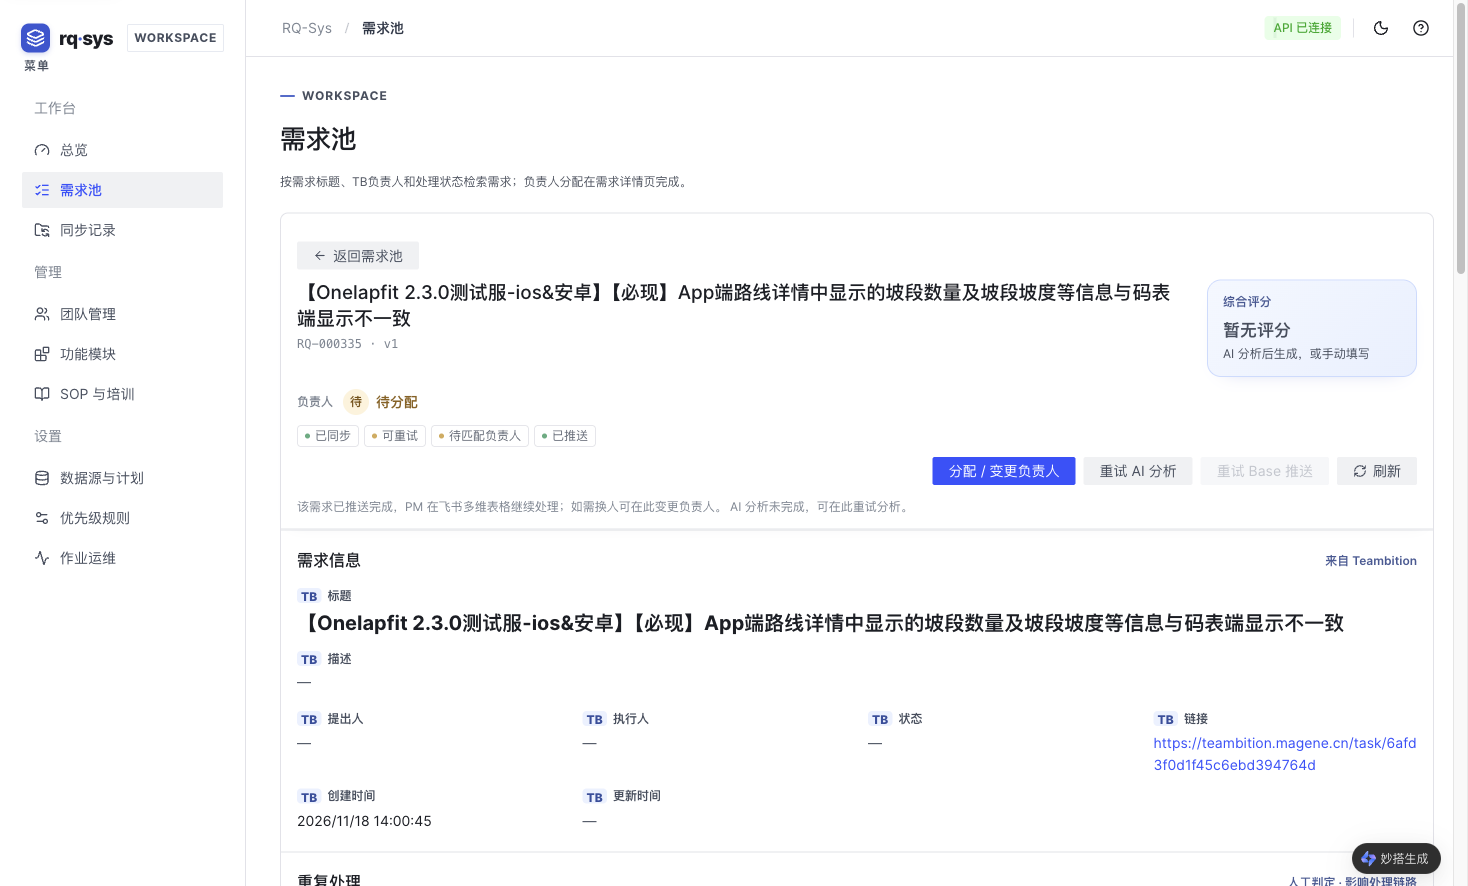 rq·sys WORKSPACE
菜单
工作台
总览
需求池
同步记录
管理
团队管理
功能模块
SOP 与培训
设置
数据源与计划
优先级规则
作业运维
RQ-Sys / 需求池
API 已连接
WORKSPACE
需求池
按需求标题、TB负责人和处理状态检索需求；负责人分配在需求详情页完成。
返回需求池
【Onelapfit 2.3.0测试服-ios&安卓】【必现】App端路线详情中显示的坡段数量及坡段坡度等信息与码表
端显示不一致
RQ-000335 · v1
综合评分
暂无评分
AI 分析后生成，或手动填写
负责人 待 待分配
已同步 可重试 待匹配负责人 已推送
分配 / 变更负责人 重试 AI 分析 重试 Base 推送 刷新
该需求已推送完成，PM 在飞书多维表格继续处理；如需换人可在此变更负责人。 AI 分析未完成，可在此重试分析。
需求信息 来自 Teambition
TB 标题
【Onelapfit 2.3.0测试服-ios&安卓】【必现】App端路线详情中显示的坡段数量及坡段坡度等信息与码表端显示不一致
TB 描述
—
TB 提出人 TB 执行人 TB 状态 TB 链接
— — — https://teambition.magene.cn/task/6afd
3f0d1f45c6ebd394764d
TB 创建时间 TB 更新时间
2026/11/18 14:00:45 —
重复处理 人工判定 · 影响处理链路
妙搭生成